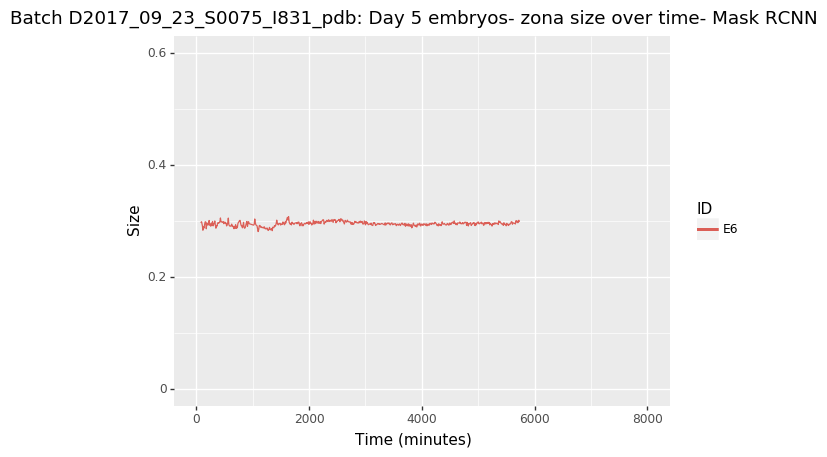 Batch D2017_09_23_S0075_I831_pdb: Day 5 embryos- zona size over time- Mask RCNN
0.6
0.4
0.2
0
Size
0 2000 4000 6000 8000
Time (minutes)
ID
E6